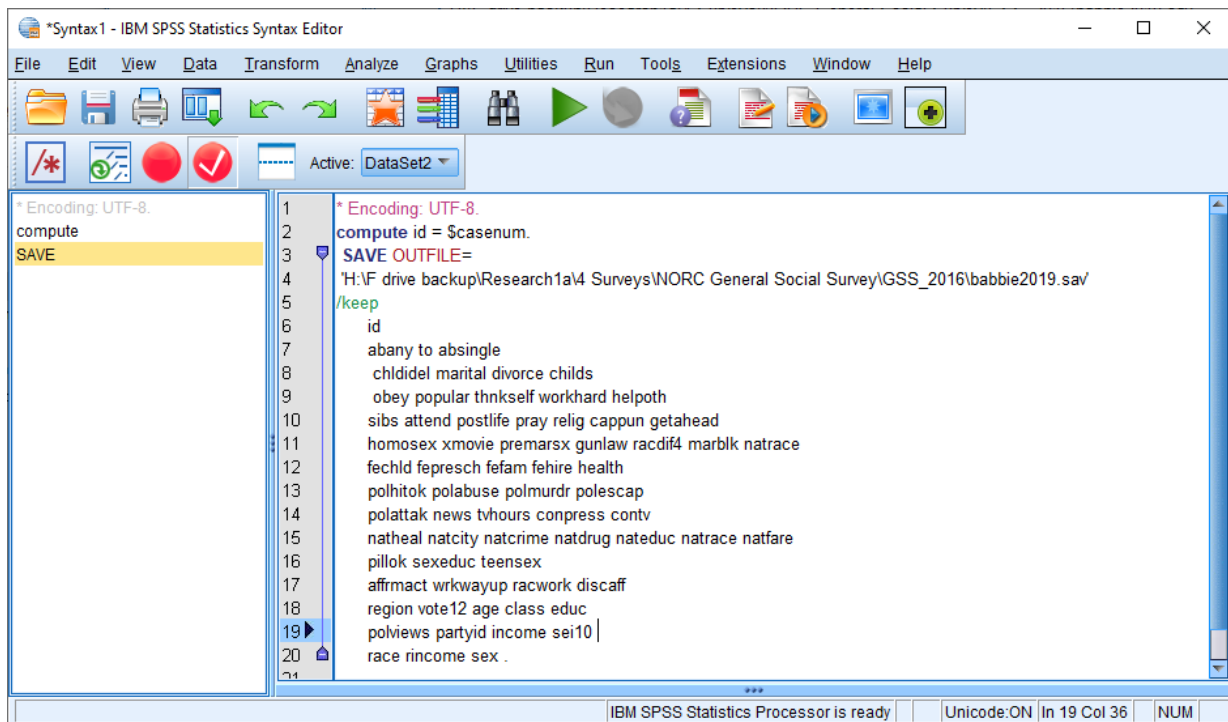 *Syntax1 - IBM SPSS Statistics Syntax Editor
File Edit View Data Transform Analyze Graphs Utilities Run Tools Extensions Window Help
Active: DataSet2
* Encoding: UTF-8.
compute
SAVE
1 * Encoding: UTF-8.
2 compute id = $casenum.
3 SAVE OUTFILE=
4 'H:\F drive backup\Research1a\4 Surveys\NORC General Social Survey\GSS_2016\babbie2019.sav'
5 /keep
6 id
7 abany to absingle
8 chldidel marital divorce childs
9 obey popular thnkself workhard helpoth
10 sibs attend postlife pray relig cappun getahead
11 homosex xmovie premarsx gunlaw racdif4 marblk natrace
12 fechld fepresch fefam fehire health
13 polhitok polabuse polmurdr polescap
14 polattak news tvhours conpress contv
15 natheal natcity natcrime natdrug nateduc natrace natfare
16 pillok sexeduc teensex
17 affrmact wrkwayup racwork discaff
18 region vote12 age class educ
19 polviews partyid income sei10
20 race rincome sex .
21
IBM SPSS Statistics Processor is ready Unicode:ON In 19 Col 36 NUM